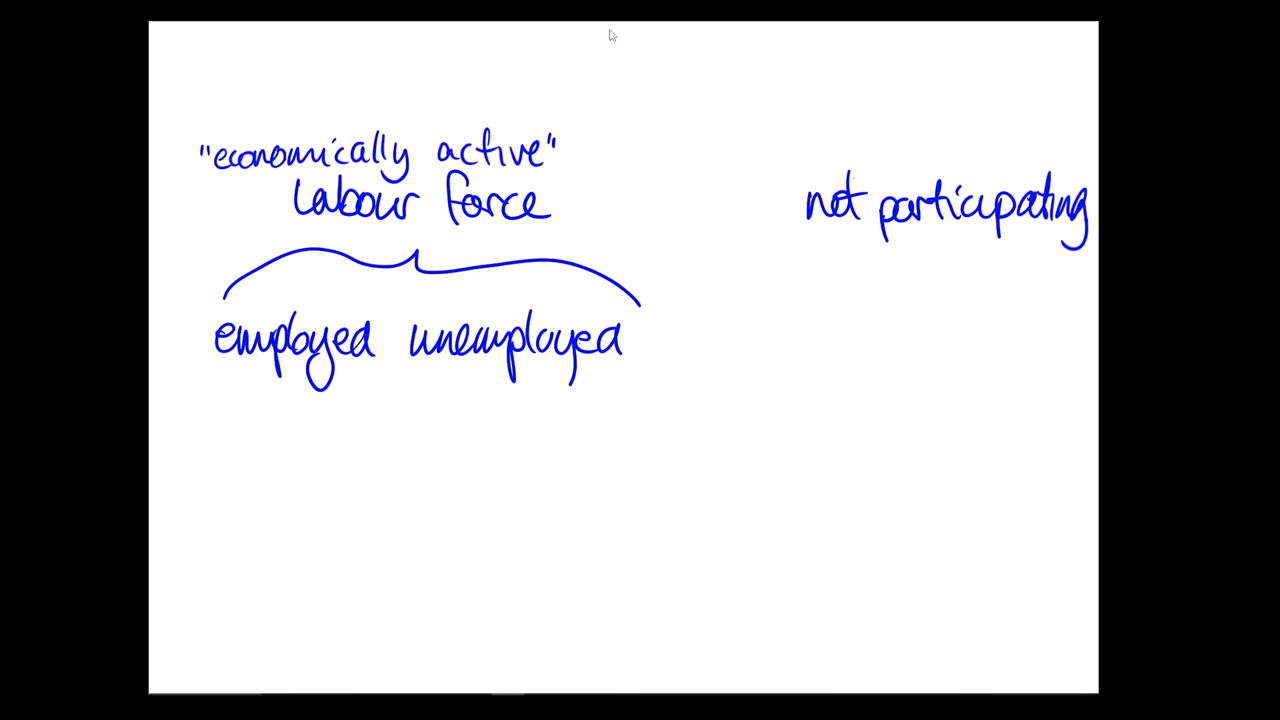 "economically active"
labour force
not participating
employed unemployed